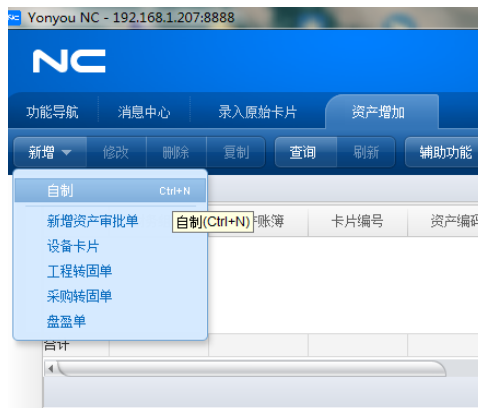 Yonyou NC - 192.168.1.207:8888
NC
功能导航 消息中心 录入原始卡片 资产增加
新增 修改 删除 复制 查询 刷新 辅助功能
自制 Ctrl+N
账簿 卡片编号 资产编码
自制(Ctrl+N)
新增资产审批单
设备卡片
工程转固单
采购转固单
盘盈单
合计